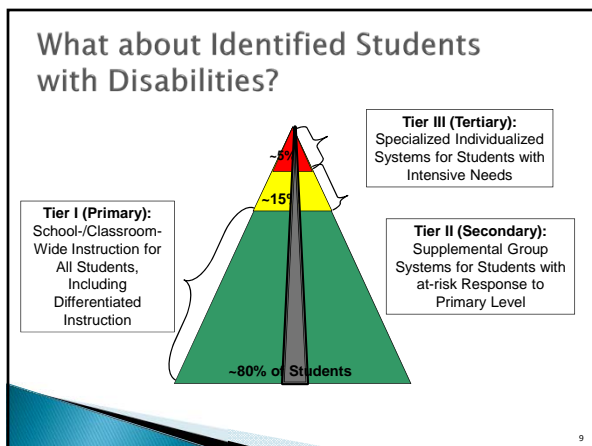 What about Identified Students
with Disabilities?
Tier III (Tertiary):
Specialized Individualized
Systems for Students with
Intensive Needs
~5%
~15%
Tier I (Primary):
School-/Classroom-
Wide Instruction for
All Students,
Including
Differentiated
Instruction
Tier II (Secondary):
Supplemental Group
Systems for Students with
at-risk Response to
Primary Level
~80% of Students
9